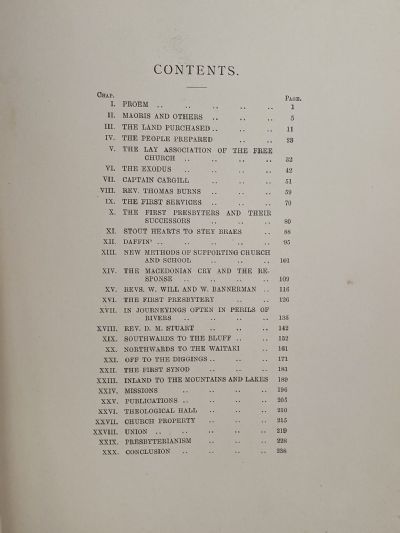 CONTENTS.
CHAP. PAGE.
I. PROEM .. .. .. .. .. 1
II. MAORIS AND OTHERS .. .. .. 5
III. THE LAND PURCHASED .. .. .. 11
IV. THE PEOPLE PREPARED .. .. 23
V. THE LAY ASSOCIATION OF THE FREE
CHURCH .. .. .. .. 32
VI. THE EXODUS .. .. .. .. 42
VII. CAPTAIN CARGILL .. .. .. 51
VIII. REV. THOMAS BURNS .. .. .. 59
IX. THE FIRST SERVICES .. .. .. 70
X. THE FIRST PRESBYTERS AND THEIR
SUCCESSORS .. .. .. .. 80
XI. STOUT HEARTS TO STEY BRAES .. .. 88
XII. DAFFIN' .. .. .. .. .. 95
XIII. NEW METHODS OF SUPPORTING CHURCH
AND SCHOOL .. .. .. 101
XIV. THE MACEDONIAN CRY AND THE RE-
SPONSE .. .. .. .. 109
XV. REVS. W. WILL AND W. BANNERMAN .. 116
XVI. THE FIRST PRESBYTERY .. .. 126
XVII. IN JOURNEYINGS OFTEN IN PERILS OF
RIVERS .. .. .. .. 135
XVIII. REV. D. M. STUART .. .. .. 142
XIX. SOUTHWARDS TO THE BLUFF .. .. 152
XX. NORTHWARDS TO THE WAITAKI .. 161
XXI. OFF TO THE DIGGINGS .. .. .. 171
XXII. THE FIRST SYNOD .. .. .. 181
XXIII. INLAND TO THE MOUNTAINS AND LAKES 189
XXIV. MISSIONS .. .. .. .. 196
XXV. PUBLICATIONS .. .. .. .. 205
XXVI. THEOLOGICAL HALL .. .. .. 210
XXVII. CHURCH PROPERTY .. .. .. 215
XXVIII. UNION .. .. .. .. .. 219
XXIX. PRESBYTERIANISM .. .. .. 228
XXX. CONCLUSION .. .. .. .. 238